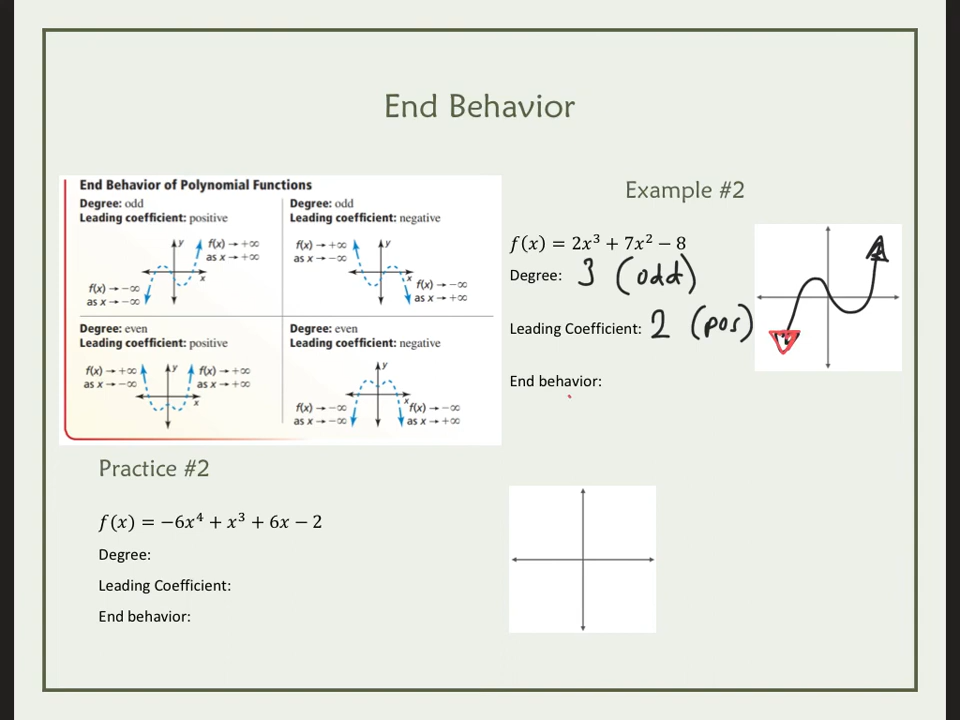 End Behavior
End Behavior of Polynomial Functions
Degree: odd
Leading coefficient: positive
y
f(x) → +∞
as x → +∞
x
f(x) → −∞
as x → −∞
Degree: odd
Leading coefficient: negative
f(x) → +∞
as x → −∞
y
x
f(x) → −∞
as x → +∞
Degree: even
Leading coefficient: positive
f(x) → +∞
as x → −∞
y
f(x) → +∞
as x → +∞
x
Degree: even
Leading coefficient: negative
y
x
f(x) → −∞
as x → −∞
f(x) → −∞
as x → +∞
Example #2
f(x) = 2x³ + 7x² − 8
Degree: 3 (odd)
Leading Coefficient: 2 (pos)
End behavior:
Practice #2
f(x) = −6x⁴ + x³ + 6x − 2
Degree:
Leading Coefficient:
End behavior: